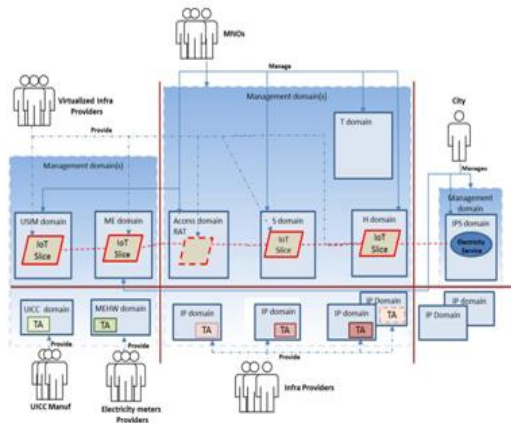 MNOs
Manage
Virtualized Infra
Providers
Management domain(s)
City
T domain
Provide
Management domain(s)
Manages
Management
domain
USIM domain
ME domain
Access domain
RAT
S domain
H domain
IPS domain
IoT
Slice
IoT
Slice
IoT
Slice
IoT
Slice
Electricity
Service
UICC domain
MEHW domain
IP domain
IP domain
IP domain
IP Domain
IP domain
IP domain
TA
TA
TA
TA
TA
TA
Provide
Provide
Provide
UICC Manuf
Electricity meters
Providers
Infra Providers